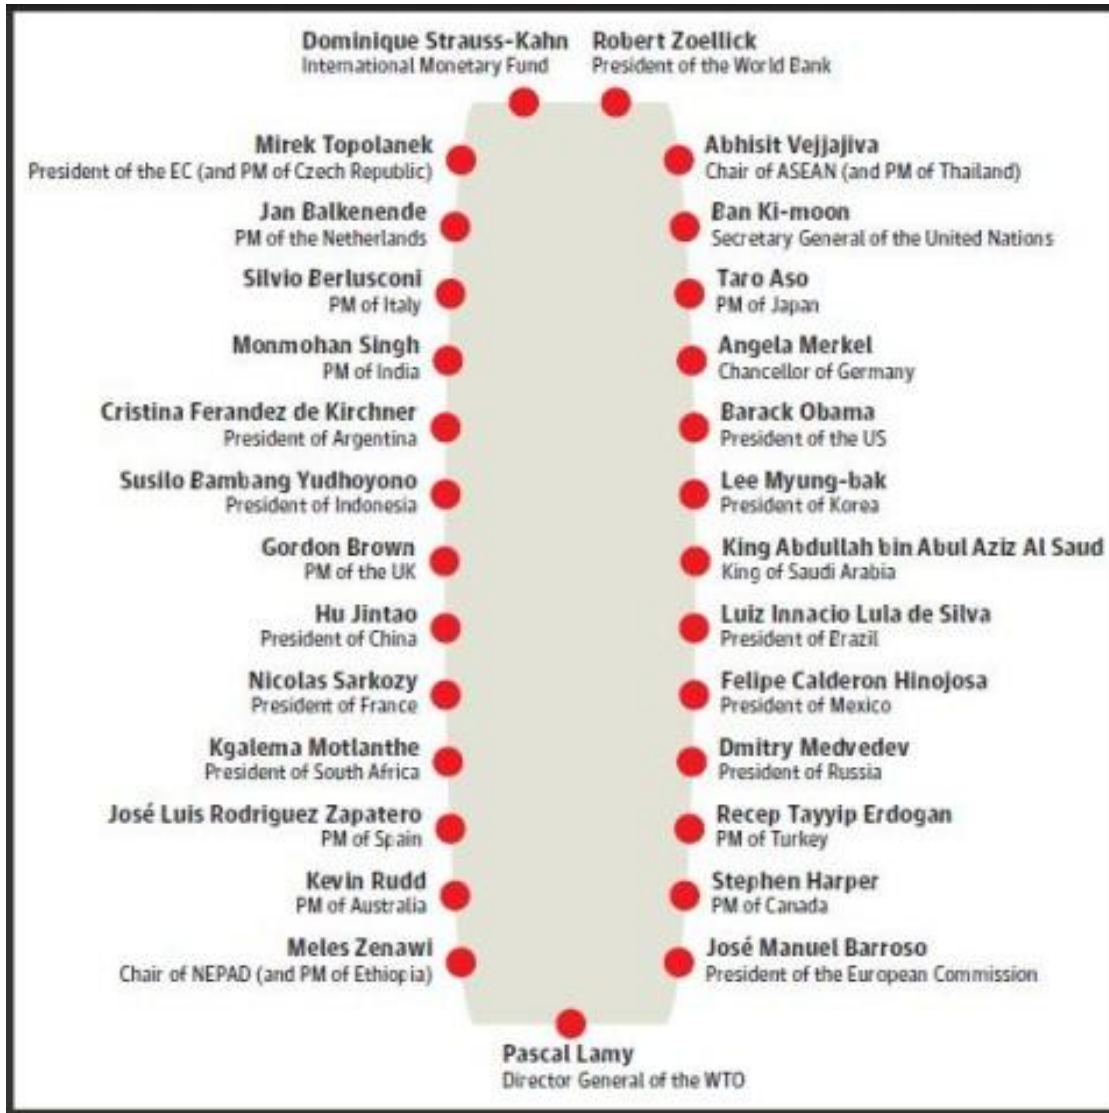 Dominique Strauss-Kahn
International Monetary Fund
Robert Zoellick
President of the World Bank
Mirek Topolanek
President of the EC (and PM of Czech Republic)
Abhisit Vejjajiva
Chair of ASEAN (and PM of Thailand)
Jan Balkenende
PM of the Netherlands
Ban Ki-moon
Secretary General of the United Nations
Silvio Berlusconi
PM of Italy
Taro Aso
PM of Japan
Monmohan Singh
PM of India
Angela Merkel
Chancellor of Germany
Cristina Ferandez de Kirchner
President of Argentina
Barack Obama
President of the US
Susilo Bambang Yudhoyono
President of Indonesia
Lee Myung-bak
President of Korea
Gordon Brown
PM of the UK
King Abdullah bin Abul Aziz Al Saud
King of Saudi Arabia
Hu Jintao
President of China
Luiz Innacio Lula de Silva
President of Brazil
Nicolas Sarkozy
President of France
Felipe Calderon Hinojosa
President of Mexico
Kgalema Motlanthe
President of South Africa
Dmitry Medvedev
President of Russia
José Luis Rodriguez Zapatero
PM of Spain
Recep Tayyip Erdogan
PM of Turkey
Kevin Rudd
PM of Australia
Stephen Harper
PM of Canada
Meles Zenawi
Chair of NEPAD (and PM of Ethiopia)
José Manuel Barroso
President of the European Commission
Pascal Lamy
Director General of the WTO